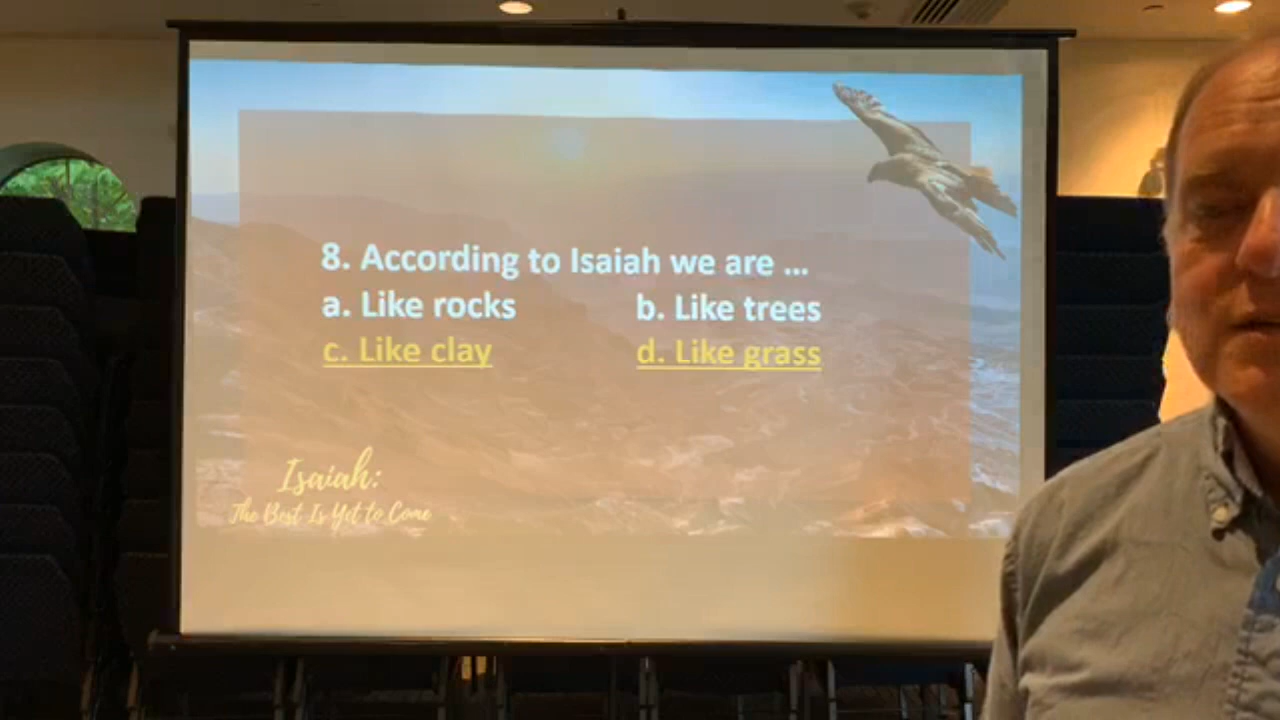 8. According to Isaiah we are ...
a. Like rocks b. Like trees
c. Like clay d. Like grass
Isaiah:
The Best Is Yet to Come